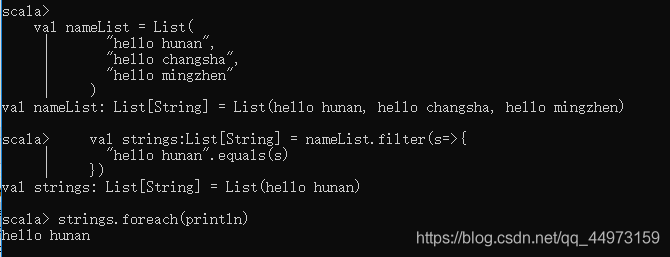 scala>
val nameList = List(
| "hello hunan",
| "hello changsha",
| "hello mingzhen"
| )
val nameList: List[String] = List(hello hunan, hello changsha, hello mingzhen)
scala> val strings:List[String] = nameList.filter(s=>{
| "hello hunan".equals(s)
| })
val strings: List[String] = List(hello hunan)
scala> strings.foreach(println)
hello hunan
https://blog.csdn.net/qq_44973159